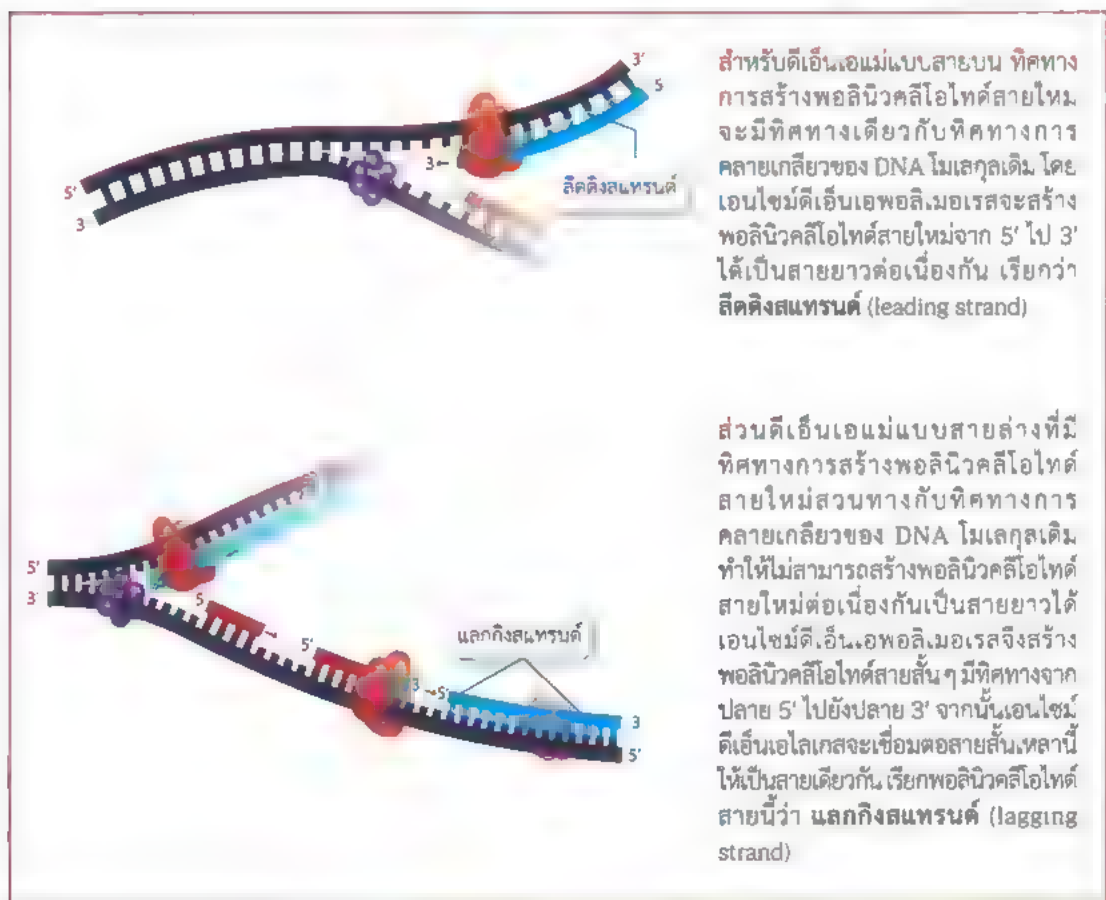 สำหรับดีเอ็นเอแม่แบบสายบน ทิศทาง
การสร้างพอลินิวคลีโอไทด์สายใหม่
จะมีทิศทางเดียวกับทิศทางการ
คลายเกลียวของ DNA โมเลกุลเดิม โดย
เอนไซม์ดีเอ็นเอพอลิเมอเรสจะสร้าง
พอลินิวคลีโอไทด์สายใหม่จาก 5' ไป 3'
ได้เป็นสายยาวต่อเนื่องกัน เรียกว่า
ลีดดิงสแทรนด์ (leading strand)
3'
5
3
5'
3
ลีดดิงสแทรนด์
ส่วนดีเอ็นเอแม่แบบสายล่างที่มี
ทิศทางการสร้างพอลินิวคลีโอไทด์
สายใหม่สวนทางกับทิศทางการ
คลายเกลียวของ DNA โมเลกุลเดิม
ทำให้ไม่สามารถสร้างพอลินิวคลีโอไทด์
สายใหม่ต่อเนื่องกันเป็นสายยาวได้
เอนไซม์ดีเอ็นเอพอลิเมอเรสจึงสร้าง
พอลินิวคลีโอไทด์สายสั้น ๆ มีทิศทางจาก
ปลาย 5' ไปยังปลาย 3' จากนั้นเอนไซม์
ดีเอ็นเอไลเกสจะเชื่อมต่อสายสั้นเหล่านี้
ให้เป็นสายเดียวกัน เรียกพอลินิวคลีโอไทด์
สายนี้ว่า แลกกิงสแทรนด์ (lagging
strand)
5'
3'
5
5'
แลกกิงสแทรนด์
3
5'
3
5'